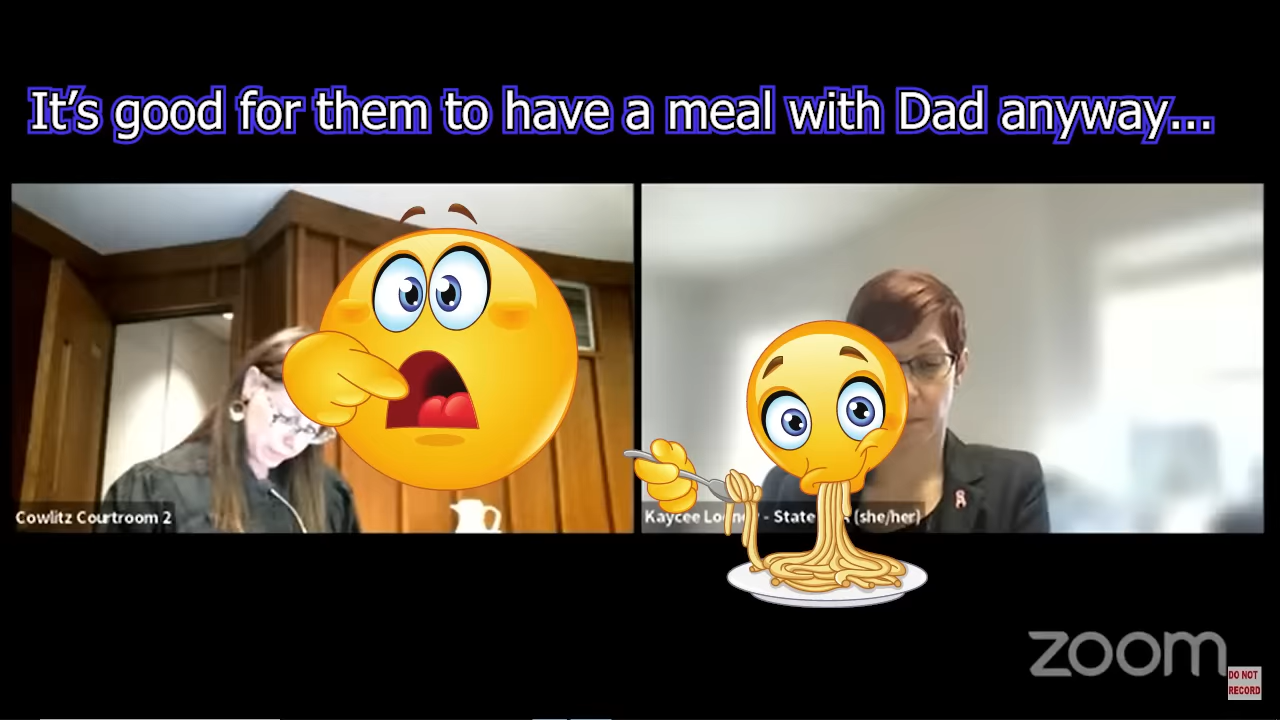 It's good for them to have a meal with Dad anyway...
Cowlitz Courtroom 2
Kaycee - State (she/her)
zoom
DO NOT
RECORD